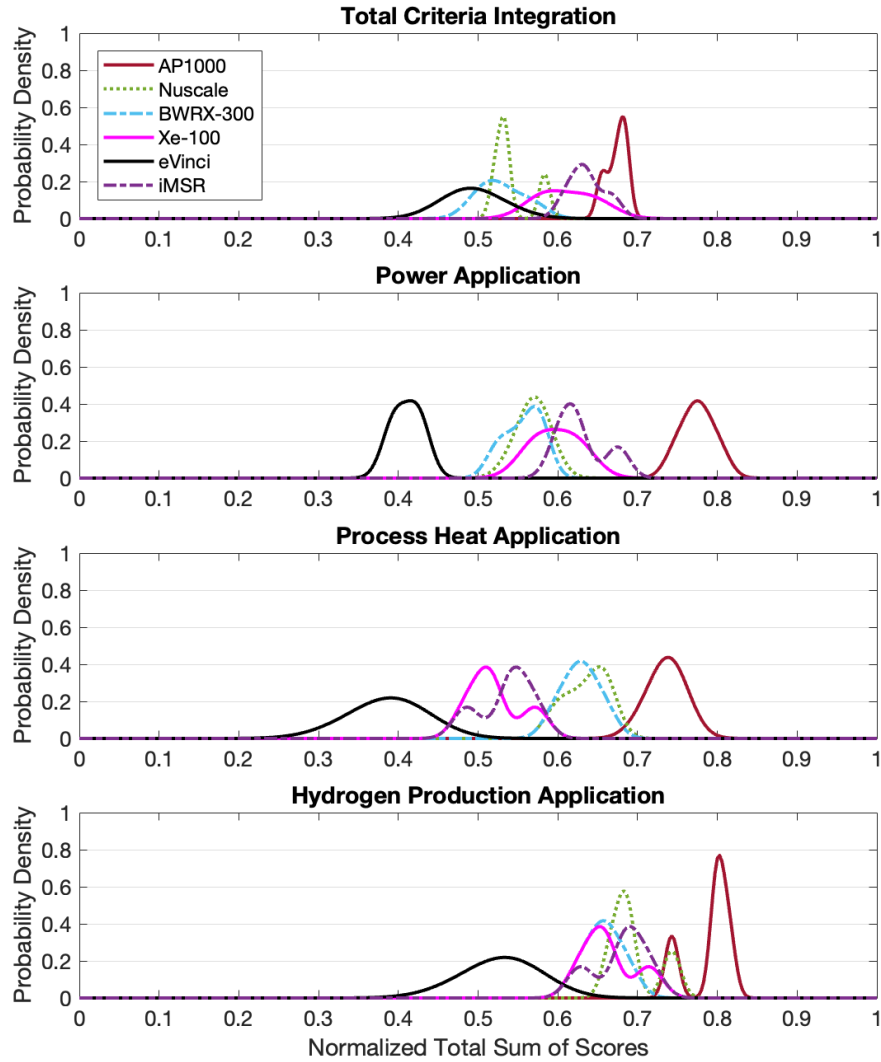 Total Criteria Integration
Probability Density
1
0.8
0.6
0.4
0.2
0
AP1000
Nuscale
BWRX-300
Xe-100
eVinci
iMSR
0 0.1 0.2 0.3 0.4 0.5 0.6 0.7 0.8 0.9 1
Power Application
Probability Density
1
0.8
0.6
0.4
0.2
0
0 0.1 0.2 0.3 0.4 0.5 0.6 0.7 0.8 0.9 1
Process Heat Application
Probability Density
1
0.8
0.6
0.4
0.2
0
0 0.1 0.2 0.3 0.4 0.5 0.6 0.7 0.8 0.9 1
Hydrogen Production Application
Probability Density
1
0.8
0.6
0.4
0.2
0
0 0.1 0.2 0.3 0.4 0.5 0.6 0.7 0.8 0.9 1
Normalized Total Sum of Scores